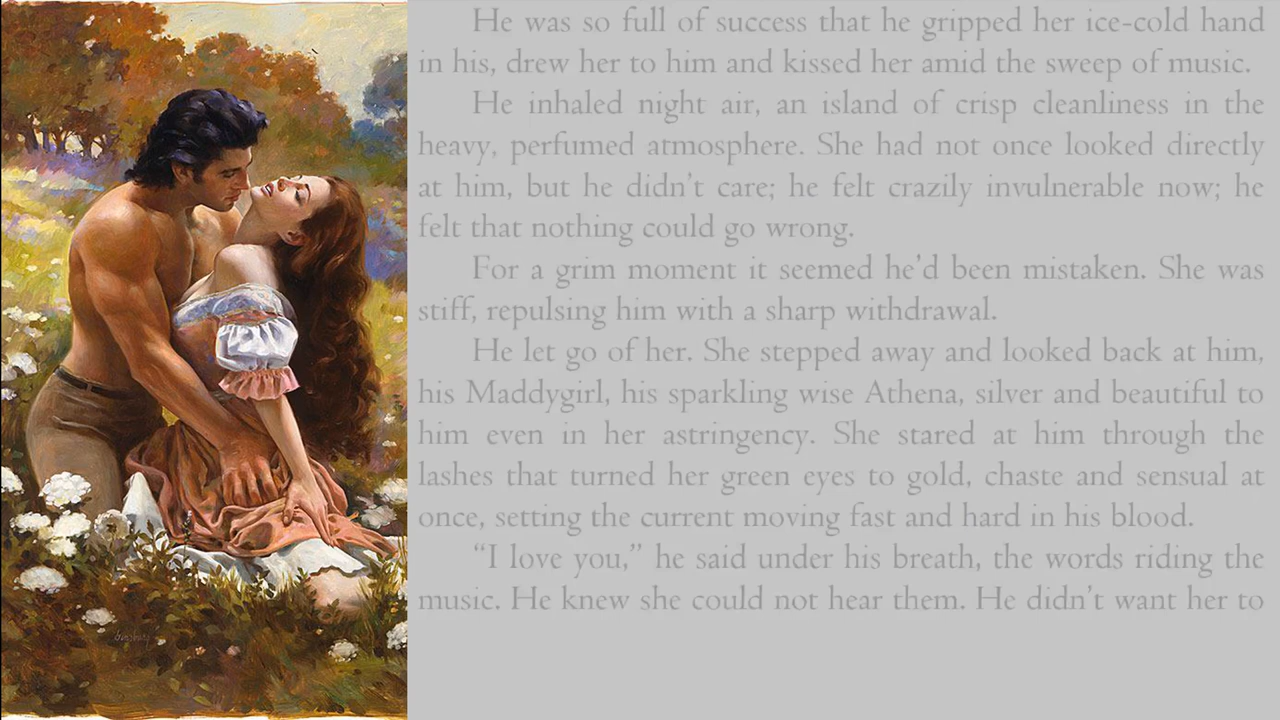 He was so full of success that he gripped her ice-cold hand
in his, drew her to him and kissed her amid the sweep of music.
He inhaled night air, an island of crisp cleanliness in the
heavy, perfumed atmosphere. She had not once looked directly
at him, but he didn’t care; he felt crazily invulnerable now; he
felt that nothing could go wrong.
For a grim moment it seemed he’d been mistaken. She was
stiff, repulsing him with a sharp withdrawal.
He let go of her. She stepped away and looked back at him,
his Maddygirl, his sparkling wise Athena, silver and beautiful to
him even in her astringency. She stared at him through the
lashes that turned her green eyes to gold, chaste and sensual at
once, setting the current moving fast and hard in his blood.
“I love you,” he said under his breath, the words riding the
music. He knew she could not hear them. He didn’t want her to